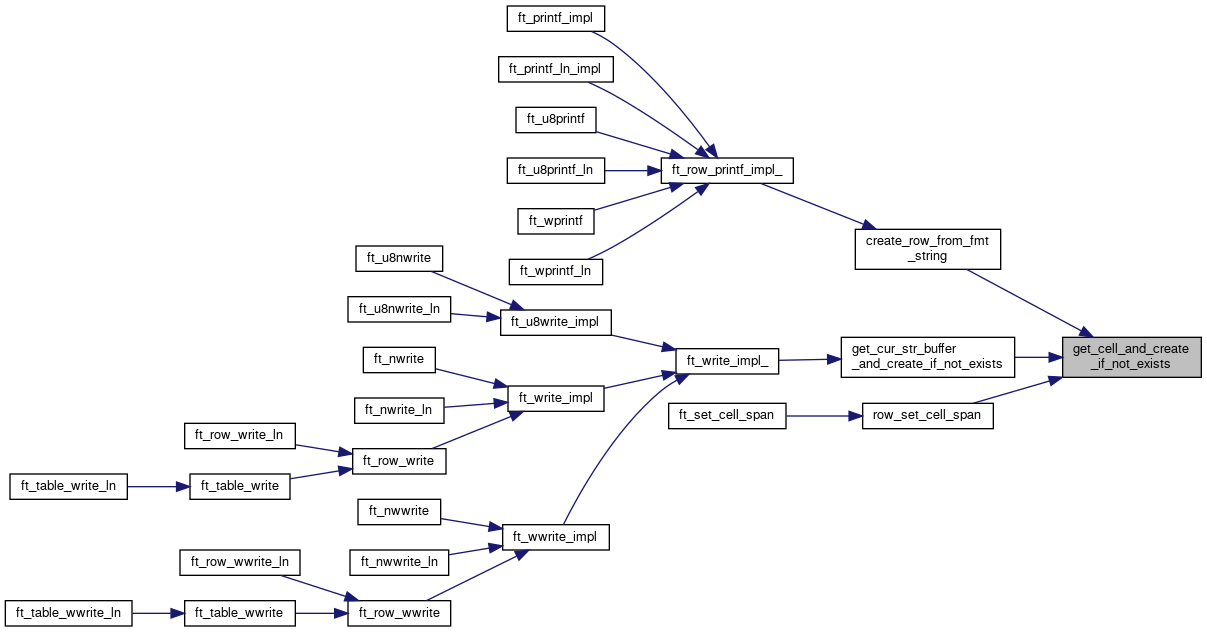 ft_printf_impl
ft_printf_ln_impl
ft_u8printf
ft_u8printf_ln
ft_row_printf_impl_
ft_wprintf
create_row_from_fmt
_string
ft_u8nwrite
ft_wprintf_ln
ft_u8nwrite_ln
ft_u8write_impl
ft_nwrite
ft_write_impl_
get_cur_str_buffer
_and_create_if_not_exists
get_cell_and_create
_if_not_exists
ft_write_impl
ft_nwrite_ln
ft_set_cell_span
row_set_cell_span
ft_row_write_ln
ft_row_write
ft_table_write_ln
ft_table_write
ft_nwwrite
ft_wwrite_impl
ft_row_wwrite_ln
ft_nwwrite_ln
ft_table_wwrite_ln
ft_table_wwrite
ft_row_wwrite